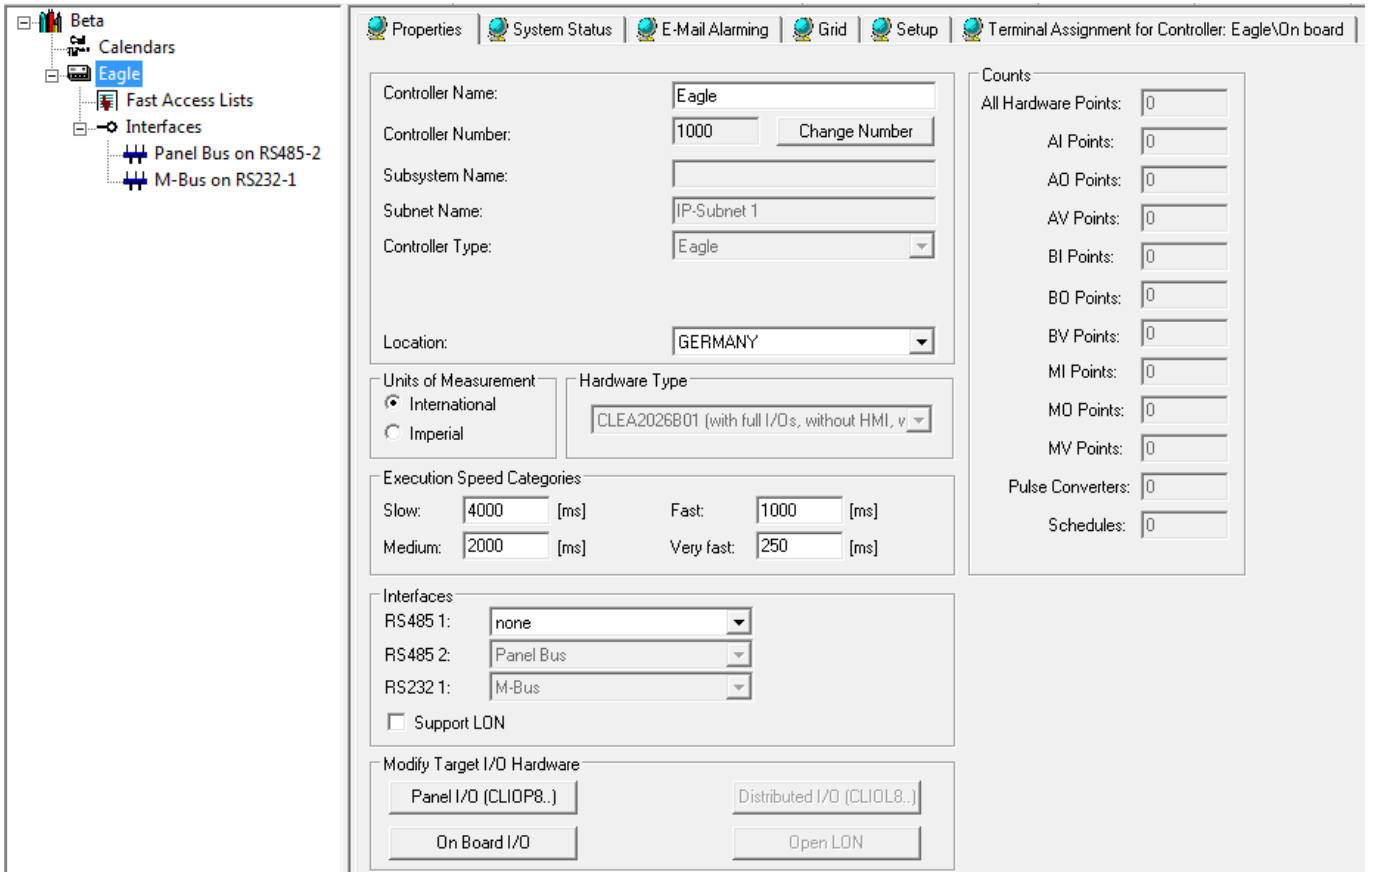 Beta
Calendars
Eagle
Fast Access Lists
Interfaces
Panel Bus on RS485-2
M-Bus on RS232-1
Properties
System Status
E-Mail Alarming
Grid
Setup
Terminal Assignment for Controller: Eagle\On board
Controller Name: Eagle
Controller Number: 1000 Change Number
Subsystem Name:
Subnet Name: IP-Subnet 1
Controller Type: Eagle
Location: GERMANY
Units of Measurement
International
Imperial
Hardware Type
CLEA2026B01 (with full I/Os, without HMI, v
Execution Speed Categories
Slow: 4000 [ms] Fast: 1000 [ms]
Medium: 2000 [ms] Very fast: 250 [ms]
Interfaces
RS485 1: none
RS485 2: Panel Bus
RS232 1: M-Bus
Support LON
Modify Target I/O Hardware
Panel I/O (CLIOP8..) Distributed I/O (CLIOL8..)
On Board I/O Open LON
Counts
All Hardware Points: 0
AI Points: 0
AO Points: 0
AV Points: 0
BI Points: 0
BO Points: 0
BV Points: 0
MI Points: 0
MO Points: 0
MV Points: 0
Pulse Converters: 0
Schedules: 0